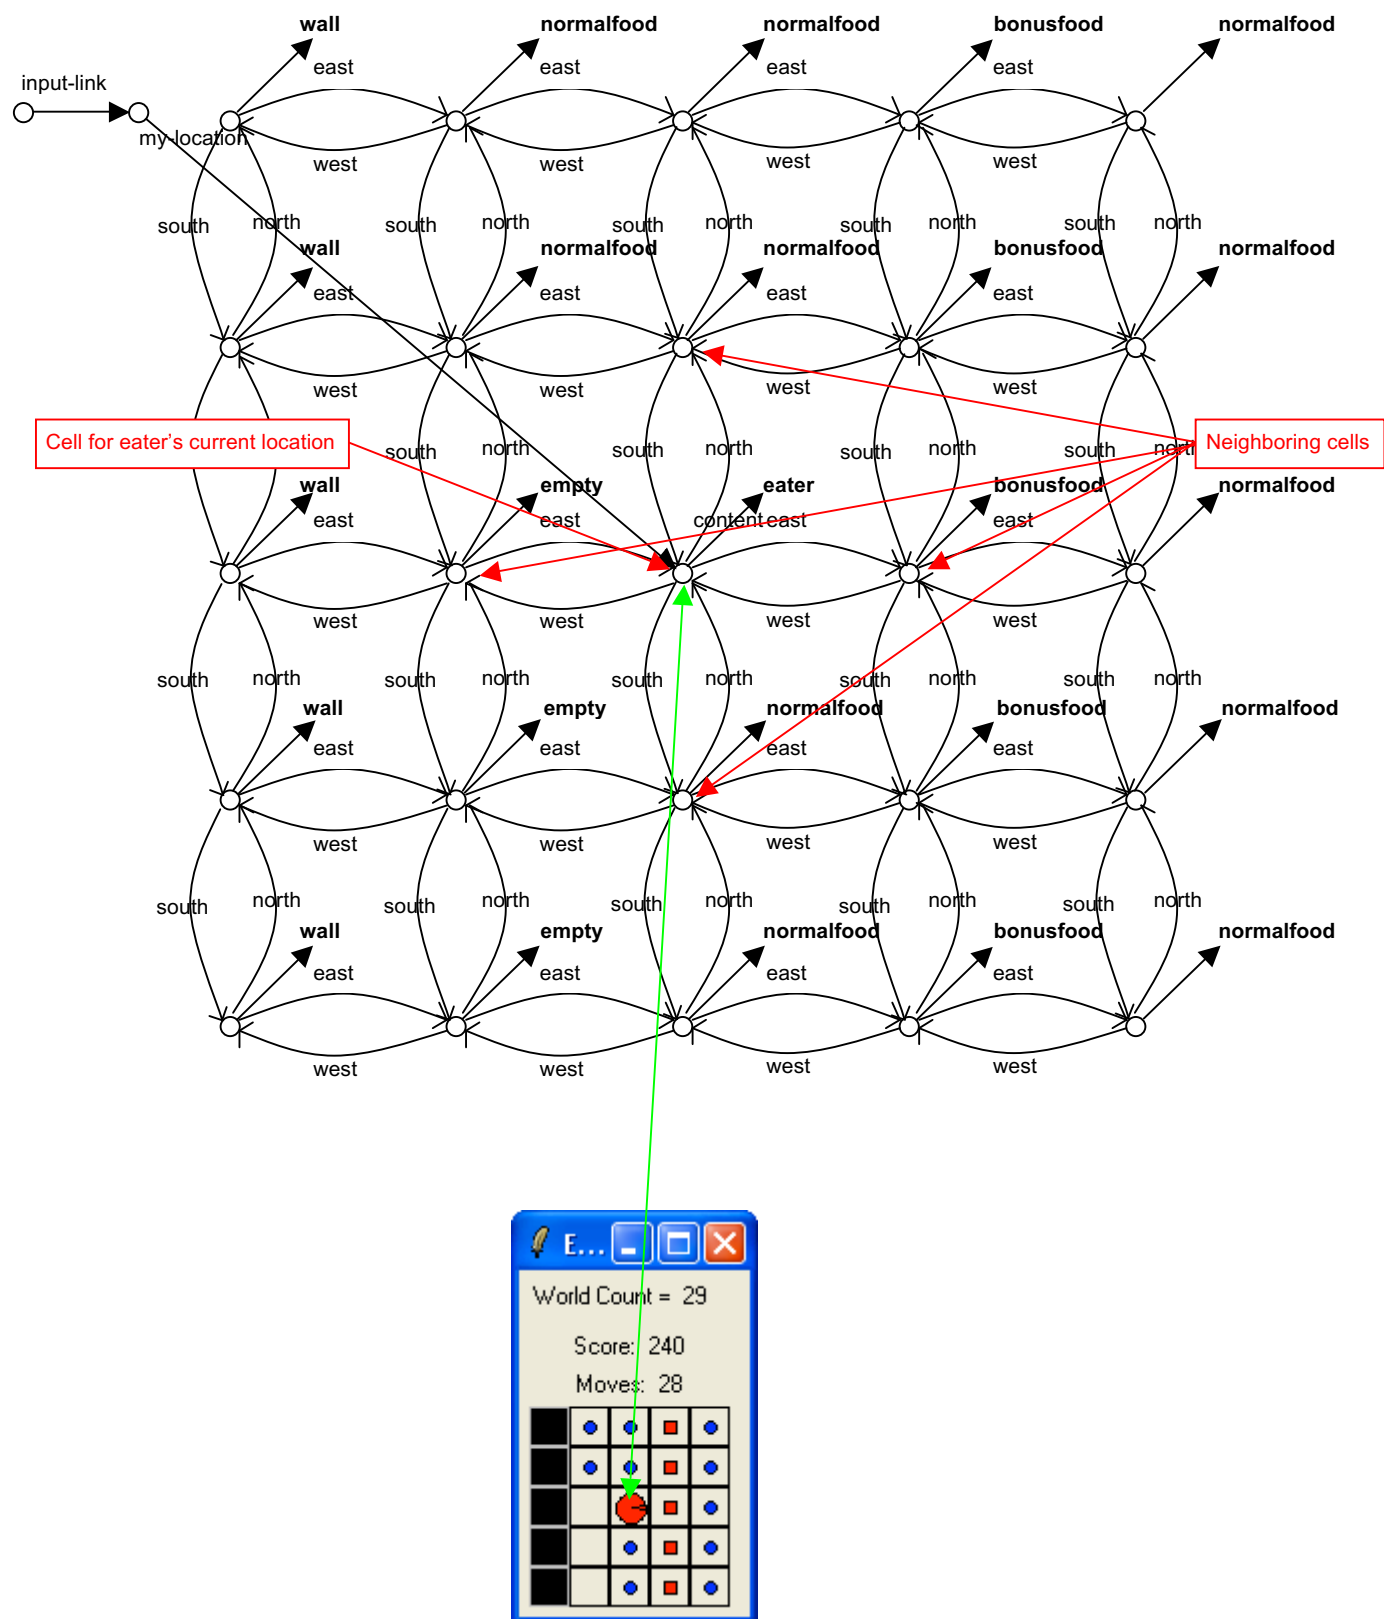 wall normalfood normalfood bonusfood normalfood
east east east east
input-link
my-location
west west west west
south north south north south north south north south north
wall normalfood normalfood bonusfood normalfood
east east east east
west west west west
Cell for eater's current location
Neighboring cells
south north south north south north south north
wall empty eater bonusfood normalfood
east east content east east
west west west west
south north south north south north south north south north
wall empty normalfood bonusfood normalfood
east east east east
west west west west
south north south north south north south north south north
wall empty normalfood bonusfood normalfood
east east east east
west west west west
E...
World Count = 29
Score: 240
Moves: 28